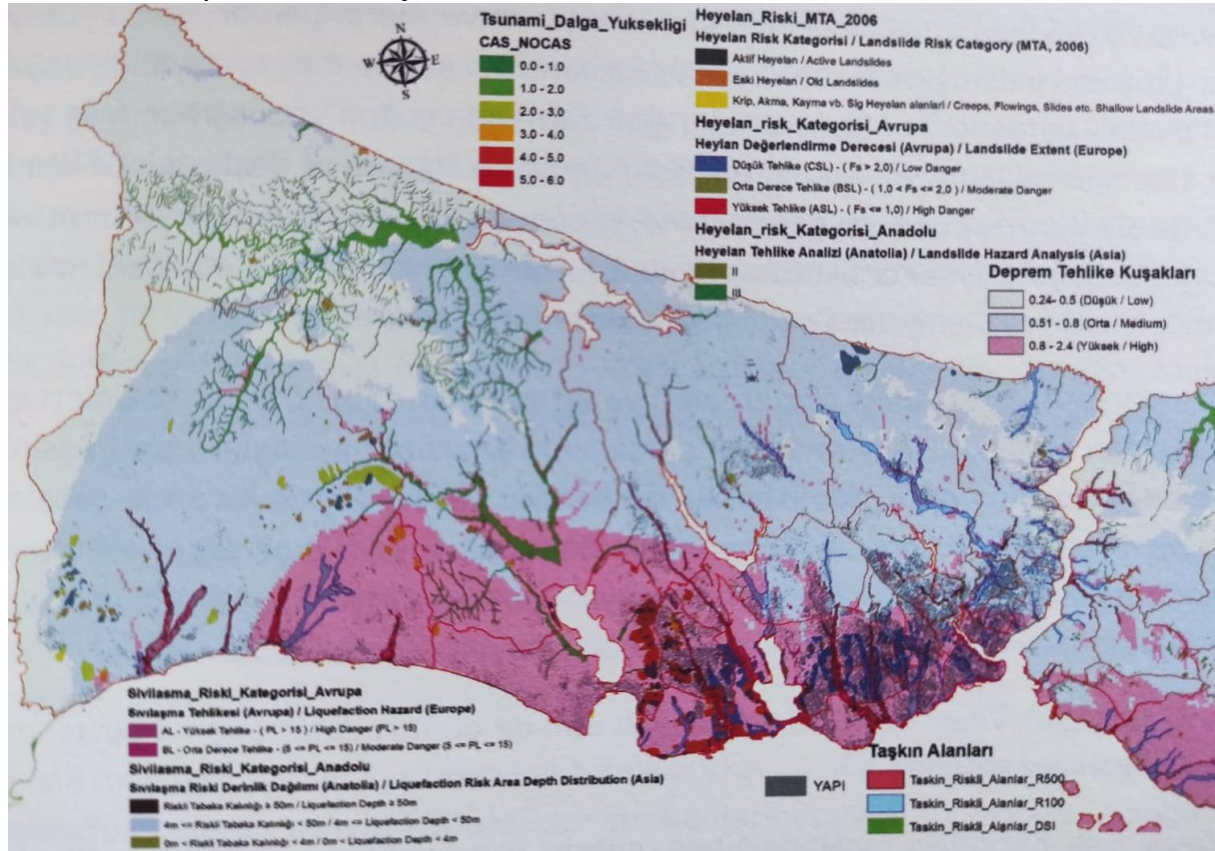 N
W E
S
Tsunami_Dalga_Yuksekligi
CAS_NOCAS
0.0 - 1.0
1.0 - 2.0
2.0 - 3.0
3.0 - 4.0
4.0 - 5.0
5.0 - 6.0
Heyelan_Riski_MTA_2006
Heyelan Risk Kategorisi / Landslide Risk Category (MTA, 2006)
Aktif Heyelan / Active Landslides
Eski Heyelan / Old Landslides
Krip, Akma, Kayma vb. Sig Heyelan alanları / Creeps, Flowings, Slides etc. Shallow Landslide Areas
Heyelan_risk_Kategorisi_Avrupa
Heylan Değerlendirme Derecesi (Avrupa) / Landslide Extent (Europe)
Düşük Tehlike (CSL) - ( Fs > 2,0) / Low Danger
Orta Derece Tehlike (BSL) - ( 1,0 < Fs <= 2,0 ) / Moderate Danger
Yüksek Tehlike (ASL) - ( Fs <= 1,0) / High Danger
Heyelan_risk_Kategorisi_Anadolu
Heyelan Tehlike Analizi (Anatolia) / Landslide Hazard Analysis (Asia)
II
III
Deprem Tehlike Kuşakları
0.24- 0.5 (Düşük / Low)
0.51 - 0.8 (Orta / Medium)
0.8 - 2.4 (Yüksek / High)
Sivilasma_Riski_Kategorisi_Avrupa
Sıvılaşma Tehlikesi (Avrupa) / Liquefaction Hazard (Europe)
AL - Yüksek Tehlike - ( PL > 15 ) / High Danger (PL > 15)
BL - Orta Derece Tehlike - (5 <= PL <= 15) / Moderate Danger (5 <= PL <= 15)
Sivilasma_Riski_Kategorisi_Anadolu
Sıvılaşma Riski Derinlik Dağılımı (Anatolia) / Liquefaction Risk Area Depth Distribution (Asia)
Riskli Tabaka Kalınlığı ≥ 50m / Liquefaction Depth ≥ 50m
4m <= Riskli Tabaka Kalınlığı < 50m / 4m <= Liquefaction Depth < 50m
0m < Riskli Tabaka Kalınlığı < 4m / 0m < Liquefaction Depth < 4m
YAPI
Taşkın Alanları
Taskin_Riskli_Alanlar_R500
Taskin_Riskli_Alanlar_R100
Taskin_Riskli_Alanlar_DSI